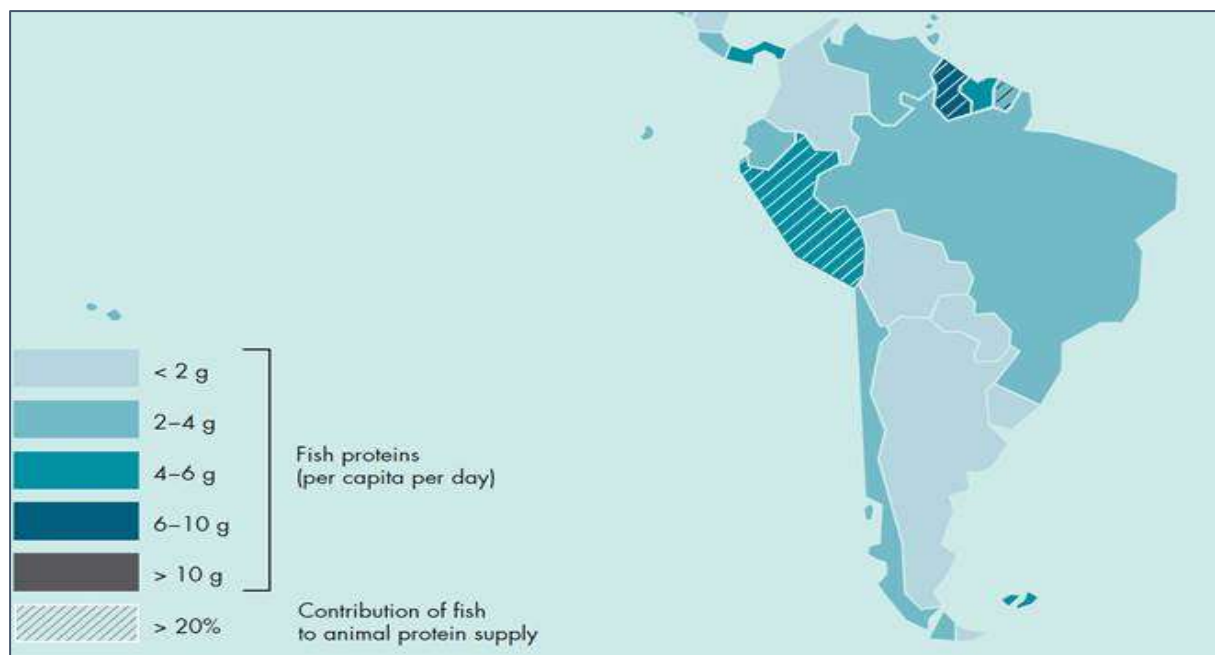 < 2 g
2–4 g
4–6 g
6–10 g
> 10 g
Fish proteins
(per capita per day)
> 20%
Contribution of fish
to animal protein supply